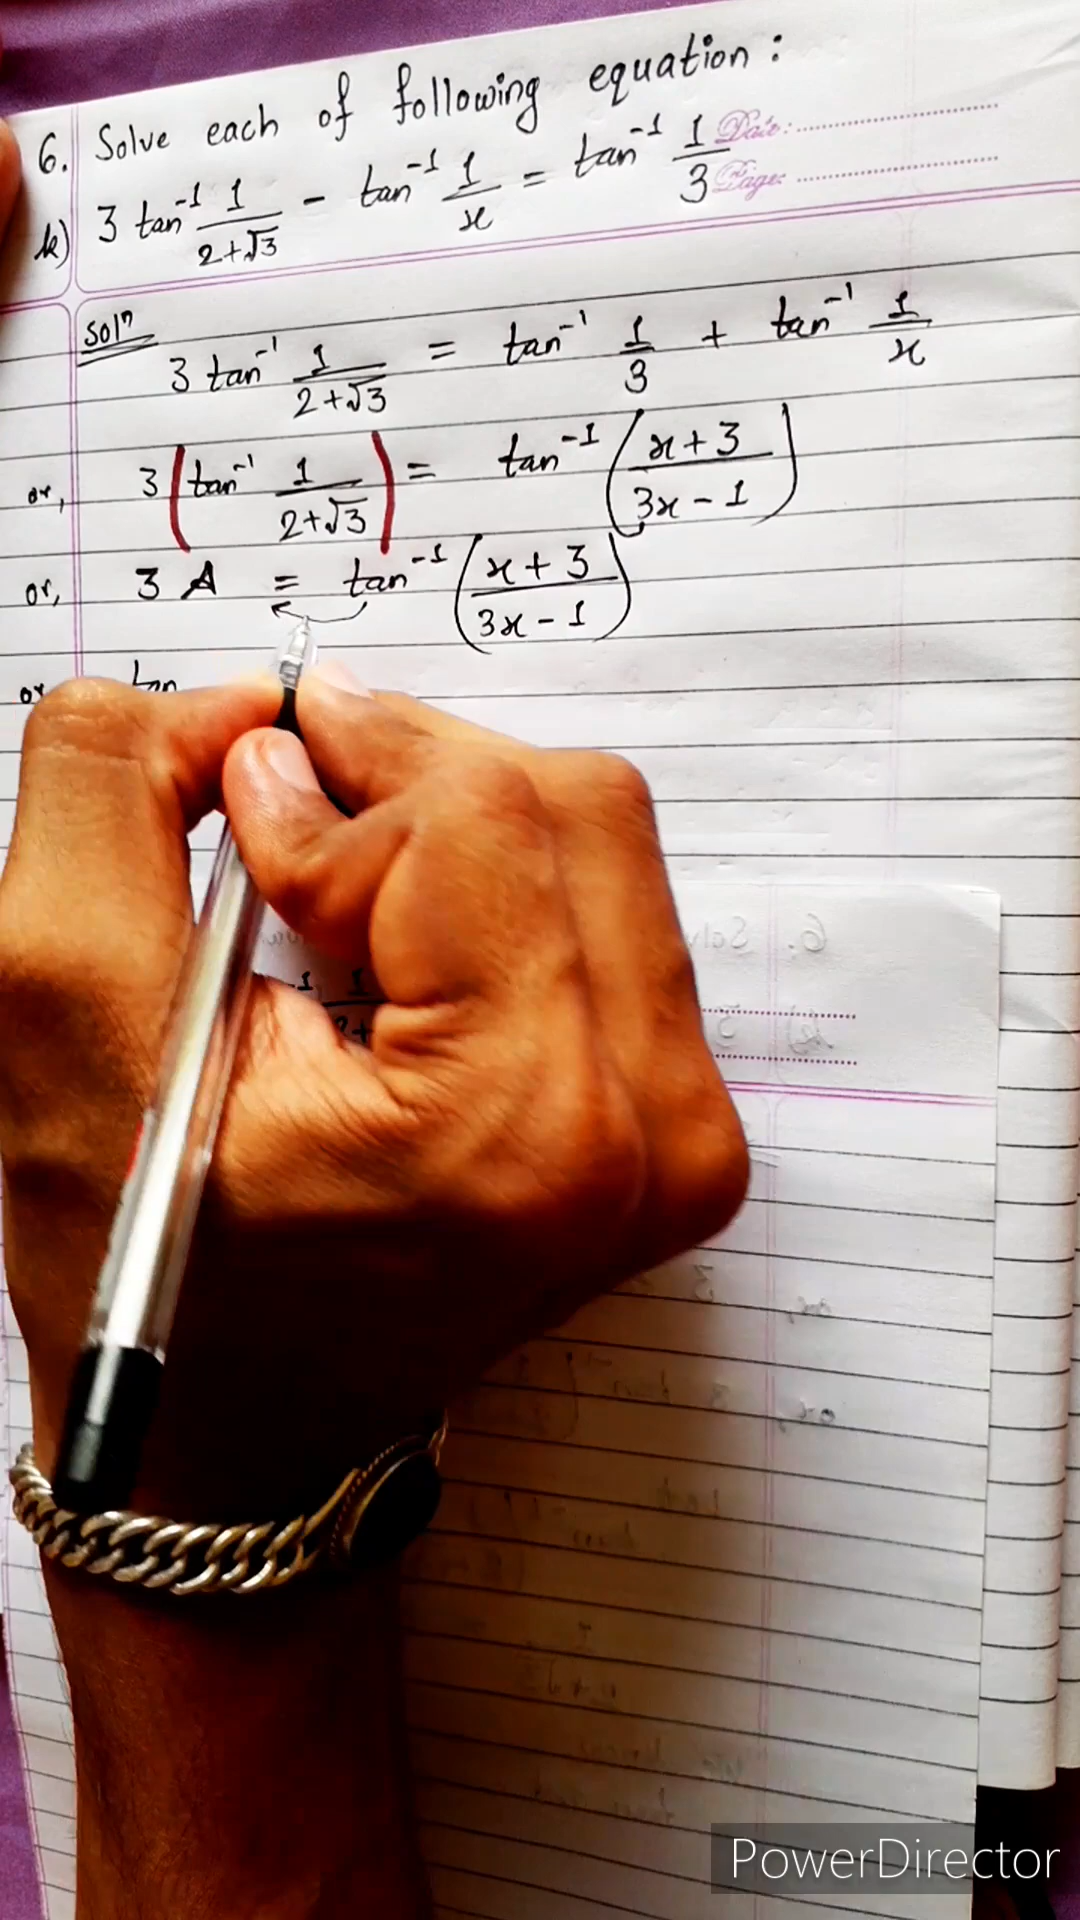 6. Solve each of following equation:
Date:
k) 3 tan⁻¹ 1/(2+√3) - tan⁻¹ 1/x = tan⁻¹ 1/3
Page:
Solⁿ
3 tan⁻¹ 1/(2+√3) = tan⁻¹ 1/3 + tan⁻¹ 1/x
or, 3 (tan⁻¹ 1/(2+√3)) = tan⁻¹ ((x+3)/(3x-1))
or, 3 A = tan⁻¹ ((x+3)/(3x-1))
or tan
PowerDirector